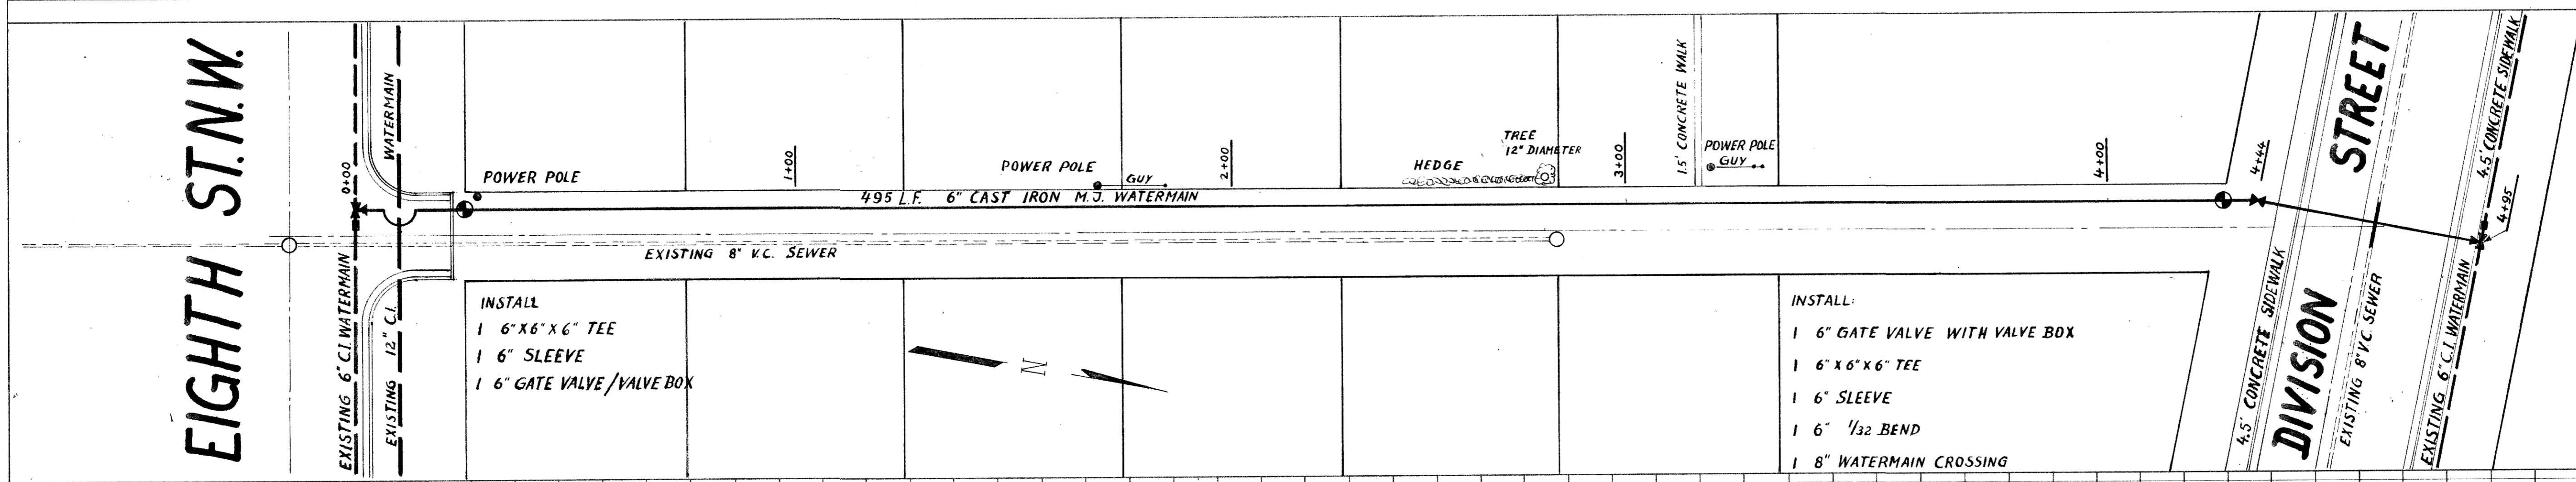 EIGHTH ST. N.W.
EXISTING 6" C.I. WATERMAIN
0+00
EXISTING 12" C.I.
WATERMAIN
POWER POLE
1+00
POWER POLE
GUY
2+00
HEDGE
TREE
12" DIAMETER
3+00
1.5' CONCRETE WALK
POWER POLE
GUY
4+00
4+44
495 L.F. 6" CAST IRON M.J. WATERMAIN
EXISTING 8" V.C. SEWER
INSTALL
1 6"X6"X6" TEE
1 6" SLEEVE
1 6" GATE VALVE/VALVE BOX
N
INSTALL:
1 6" GATE VALVE WITH VALVE BOX
1 6"X6"X6" TEE
1 6" SLEEVE
1 6" 1/32 BEND
1 8" WATERMAIN CROSSING
4.5' CONCRETE SIDEWALK
DIVISION STREET
EXISTING 8" V.C. SEWER
EXISTING 6" C.I. WATERMAIN
4.5' CONCRETE SIDEWALK
4+95